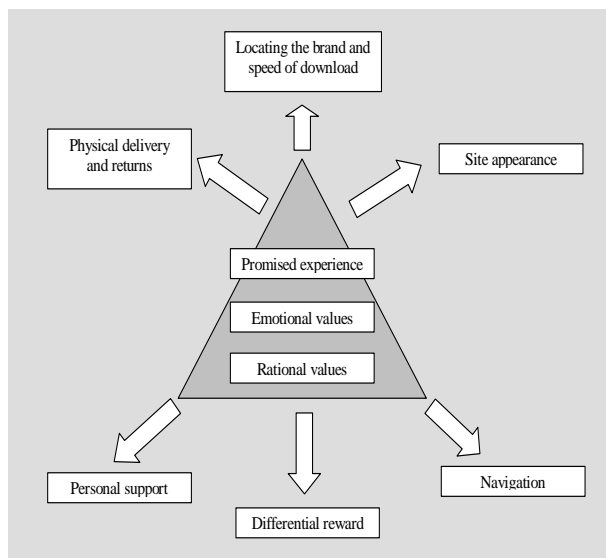 Locating the brand and
speed of download
Physical delivery
and returns
Site appearance
Promised experience
Emotional values
Rational values
Personal support
Navigation
Differential reward